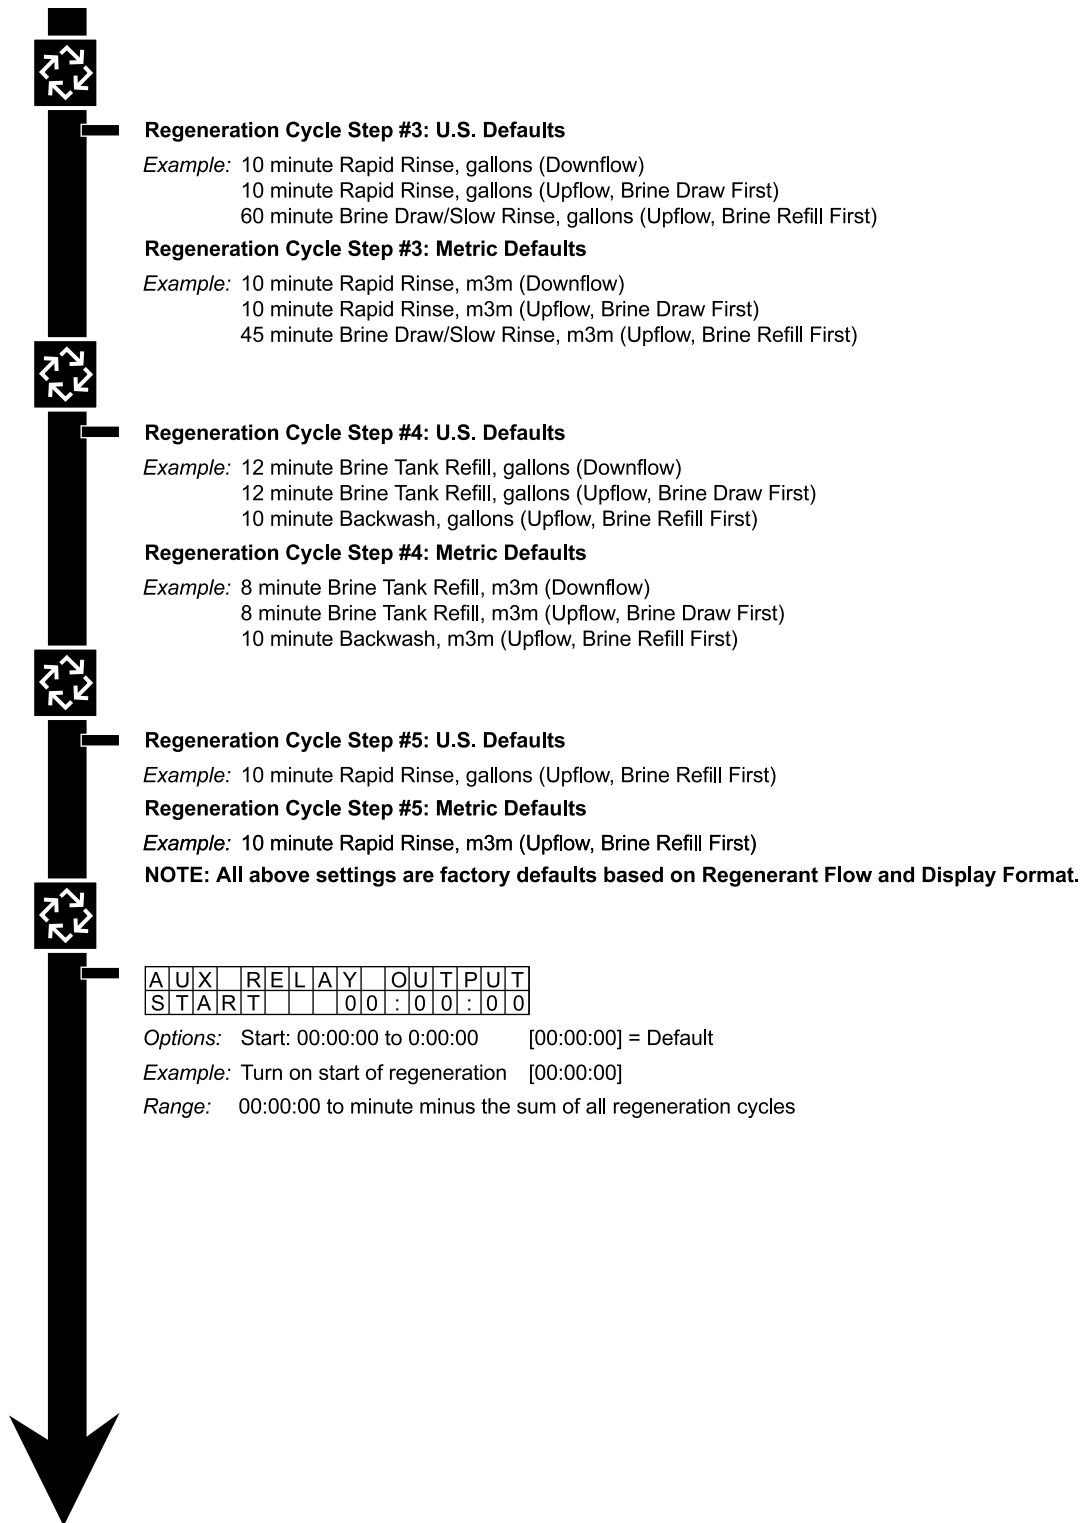 Regeneration Cycle Step #3: U.S. Defaults
Example: 10 minute Rapid Rinse, gallons (Downflow)
10 minute Rapid Rinse, gallons (Upflow, Brine Draw First)
60 minute Brine Draw/Slow Rinse, gallons (Upflow, Brine Refill First)
Regeneration Cycle Step #3: Metric Defaults
Example: 10 minute Rapid Rinse, m3m (Downflow)
10 minute Rapid Rinse, m3m (Upflow, Brine Draw First)
45 minute Brine Draw/Slow Rinse, m3m (Upflow, Brine Refill First)
Regeneration Cycle Step #4: U.S. Defaults
Example: 12 minute Brine Tank Refill, gallons (Downflow)
12 minute Brine Tank Refill, gallons (Upflow, Brine Draw First)
10 minute Backwash, gallons (Upflow, Brine Refill First)
Regeneration Cycle Step #4: Metric Defaults
Example: 8 minute Brine Tank Refill, m3m (Downflow)
8 minute Brine Tank Refill, m3m (Upflow, Brine Draw First)
10 minute Backwash, m3m (Upflow, Brine Refill First)
Regeneration Cycle Step #5: U.S. Defaults
Example: 10 minute Rapid Rinse, gallons (Upflow, Brine Refill First)
Regeneration Cycle Step #5: Metric Defaults
Example: 10 minute Rapid Rinse, m3m (Upflow, Brine Refill First)
NOTE: All above settings are factory defaults based on Regenerant Flow and Display Format.
AUX RELAY OUTPUT
START 00:00:00
Options: Start: 00:00:00 to 0:00:00 [00:00:00] = Default
Example: Turn on start of regeneration [00:00:00]
Range: 00:00:00 to minute minus the sum of all regeneration cycles